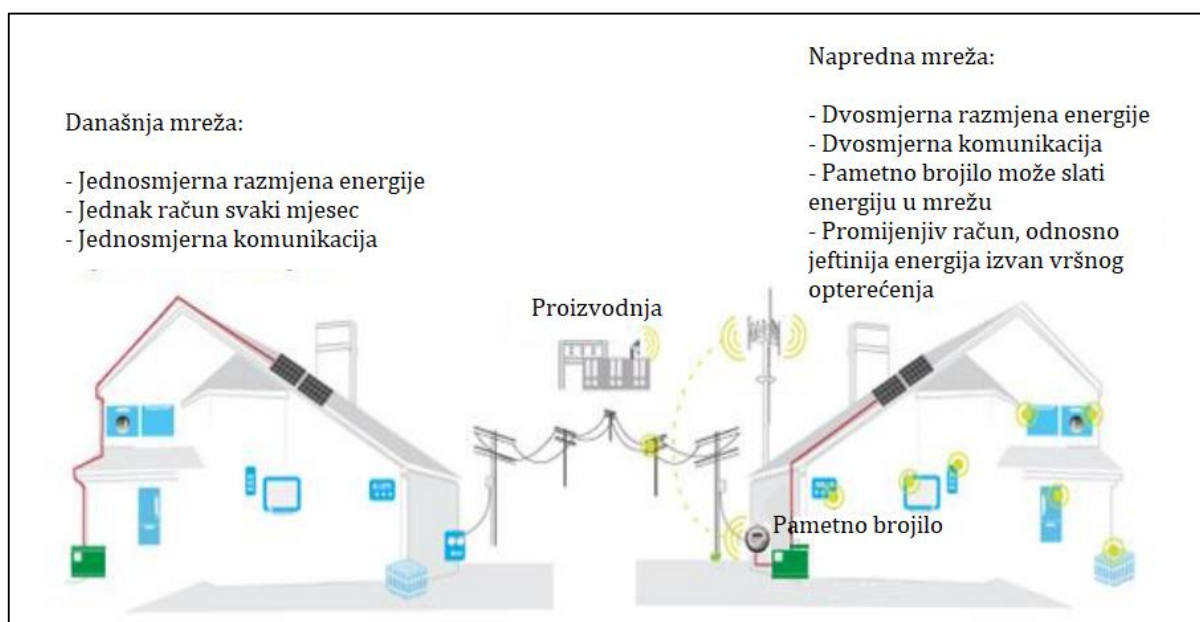 Današnja mreža:
- Jednosmjerna razmjena energije
- Jednak račun svaki mjesec
- Jednosmjerna komunikacija
Napredna mreža:
- Dvosmjerna razmjena energije
- Dvosmjerna komunikacija
- Pametno brojilo može slati
energiju u mrežu
- Promijenjiv račun, odnosno
jeftinija energija izvan vršnog
opterećenja
Proizvodnja
Pametno brojilo